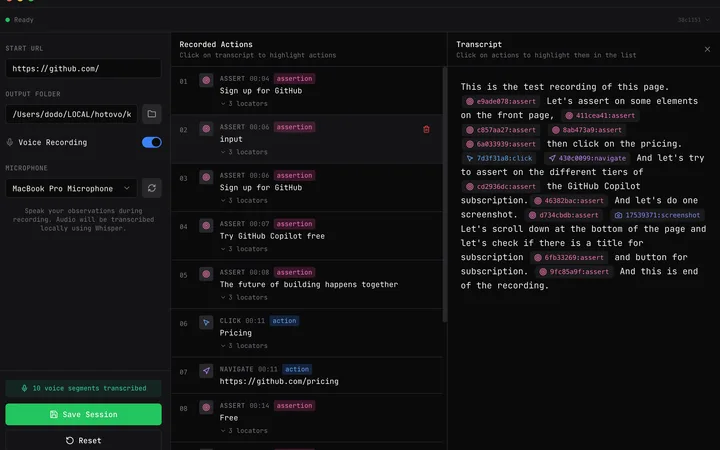 Ready
START URL
https://github.com/
OUTPUT FOLDER
/Users/dodo/LOCAL/hotovo/k
Voice Recording
MICROPHONE
MacBook Pro Microphone
Speak your observations during
recording. Audio will be transcribed
locally using Whisper.
10 voice segments transcribed
Save Session
Reset
Recorded Actions
Click on transcript to highlight actions
01 ASSERT 00:04 assertion
Sign up for GitHub
3 locators
02 ASSERT 00:06 assertion
input
3 locators
03 ASSERT 00:06 assertion
Sign up for GitHub
3 locators
04 ASSERT 00:07 assertion
Try GitHub Copilot free
3 locators
05 ASSERT 00:08 assertion
The future of building happens together
3 locators
06 CLICK 00:11 action
Pricing
3 locators
07 NAVIGATE 00:11 action
https://github.com/pricing
08 ASSERT 00:14 assertion
Free
3 locators
Transcript
Click on actions to highlight them in the list
This is the test recording of this page.
e9ade078:assert Let's assert on some elements
on the front page, 411cea41:assert
c857aa27:assert 8ab473a9:assert
6a033939:assert then click on the pricing.
7d3f31a8:click 430c0099:navigate And let's try
to assert on the different tiers of
cd2936dc:assert the GitHub Copilot
subscription. 46382bac:assert And let's do one
screenshot. d734cbdb:assert 17539371:screenshot
Let's scroll down at the bottom of the page and
let's check if there is a title for
subscription 6fb33269:assert and button for
subscription. 9fc85a9f:assert And this is end
of the recording.